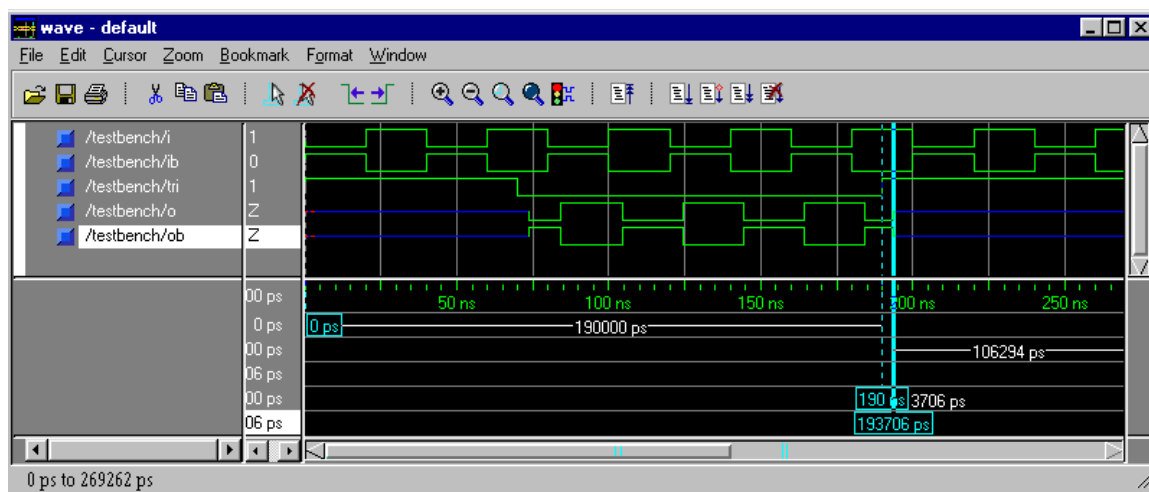 wave - default
File Edit Cursor Zoom Bookmark Format Window
/testbench/i 1
/testbench/ib 0
/testbench/tri 1
/testbench/o Z
/testbench/ob Z
00 ps 50 ns 100 ns 150 ns 200 ns 250 ns
0 ps 0 ps 190000 ps
00 ps 106294 ps
06 ps
00 ps 190 3706 ps
06 ps 193706 ps
0 ps to 269262 ps